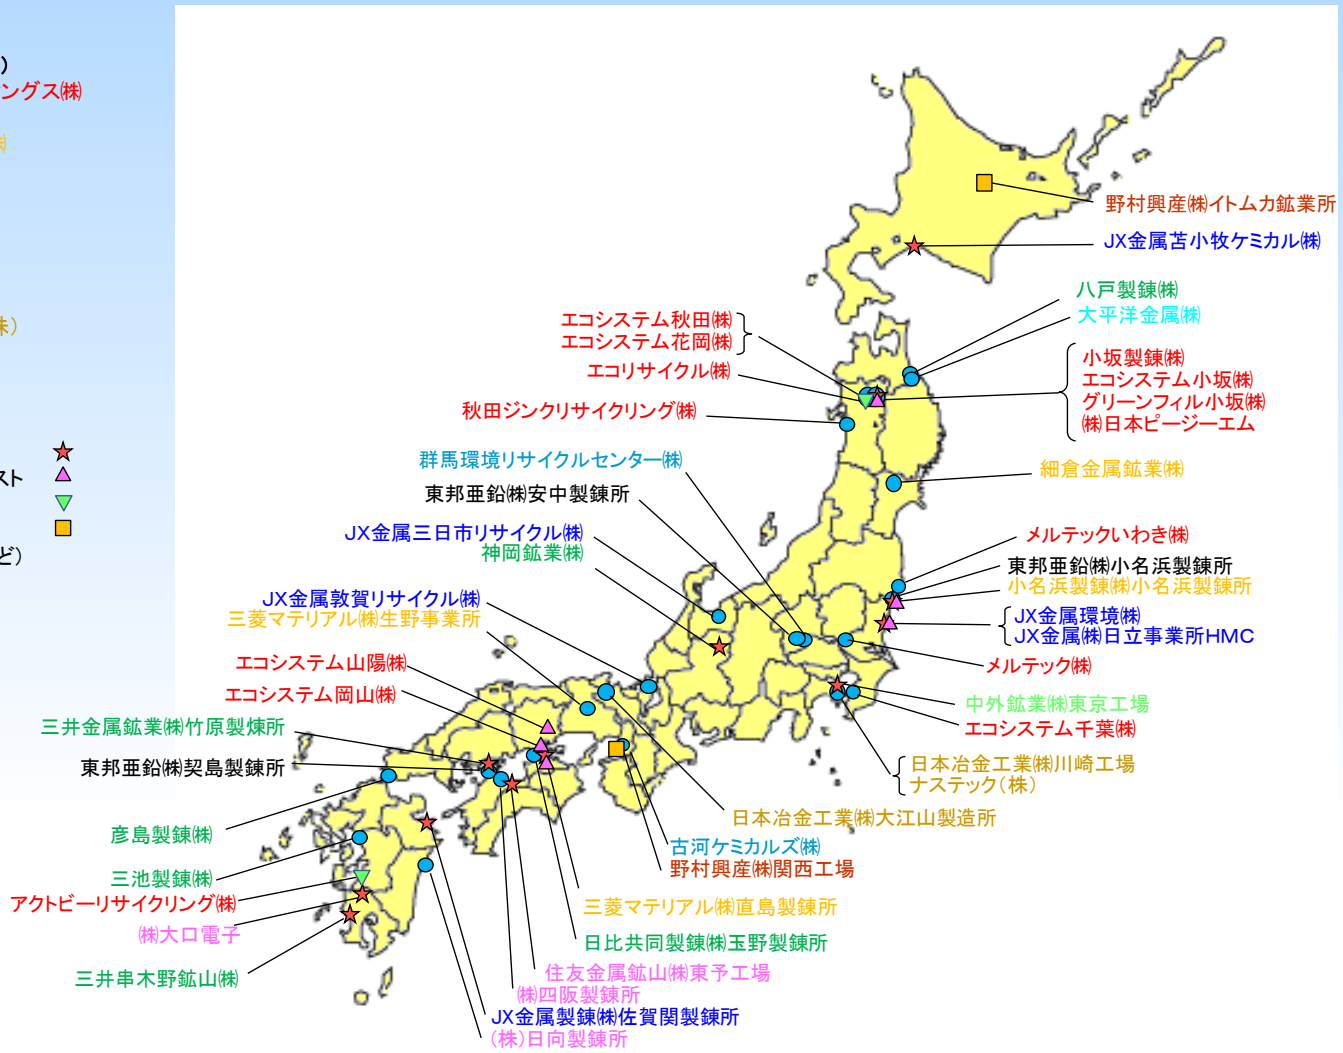 )
ングス㈱
㈱
株)
スト
ど)
野村興産㈱イトムカ鉱業所
JX金属苫小牧ケミカル㈱
八戸製錬㈱
大平洋金属㈱
エコシステム秋田㈱
エコシステム花岡㈱
エコリサイクル㈱
秋田ジンクリサイクリング㈱
小坂製錬㈱
エコシステム小坂㈱
グリーンフィル小坂㈱
㈱日本ピージーエム
群馬環境リサイクルセンター㈱
東邦亜鉛㈱安中製錬所
細倉金属鉱業㈱
JX金属三日市リサイクル㈱
神岡鉱業㈱
メルテックいわき㈱
東邦亜鉛㈱小名浜製錬所
小名浜製錬㈱小名浜製錬所
JX金属環境㈱
JX金属㈱日立事業所HMC
JX金属敦賀リサイクル㈱
三菱マテリアル㈱生野事業所
メルテック㈱
エコシステム山陽㈱
エコシステム岡山㈱
中外鉱業㈱東京工場
エコシステム千葉㈱
三井金属鉱業㈱竹原製煉所
東邦亜鉛㈱契島製錬所
日本冶金工業㈱川崎工場
ナステック(株)
日本冶金工業㈱大江山製造所
彦島製錬㈱
古河ケミカルズ㈱
野村興産㈱関西工場
三池製錬㈱
アクトビーリサイクリング㈱
㈱大口電子
三井串木野鉱山㈱
三菱マテリアル㈱直島製錬所
日比共同製錬㈱玉野製錬所
住友金属鉱山㈱東予工場
㈱四阪製錬所
JX金属製錬㈱佐賀関製錬所
(株)日向製錬所